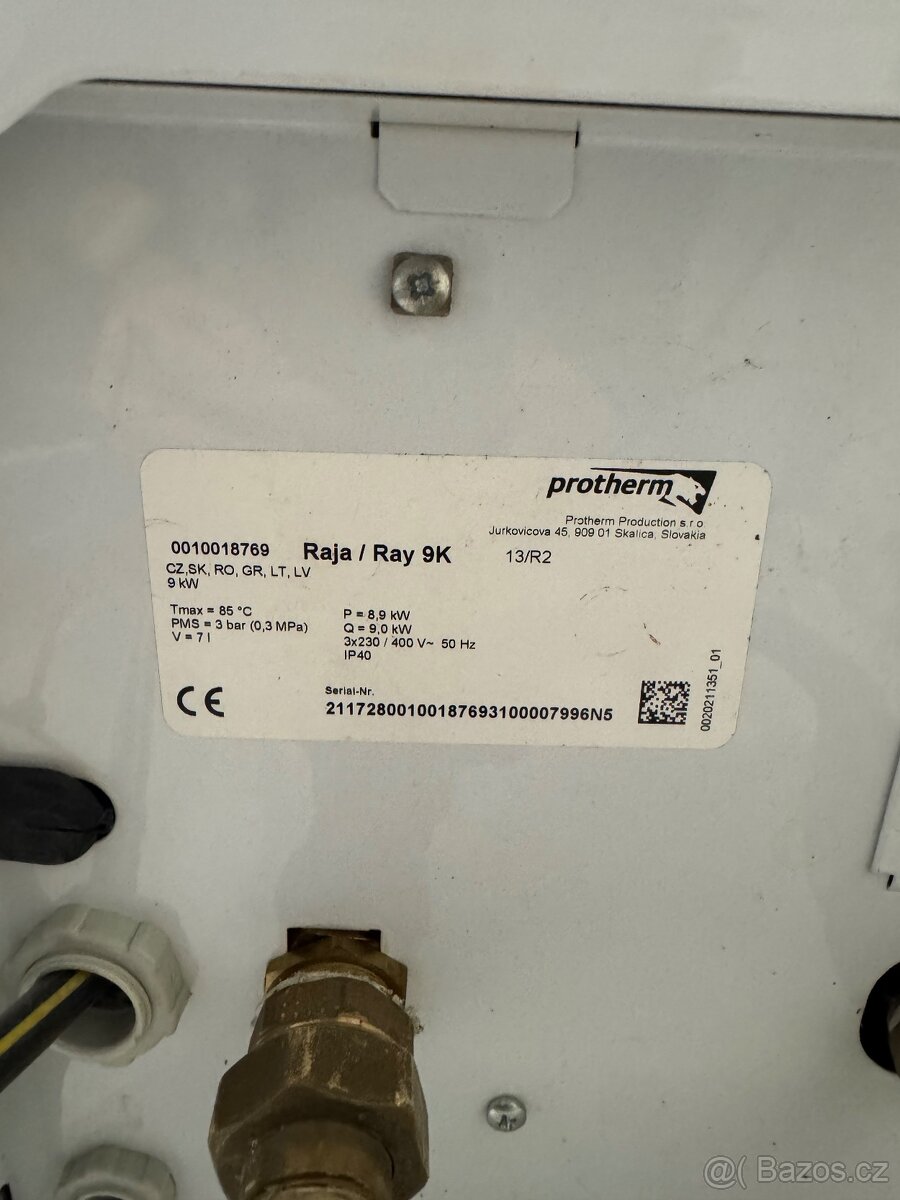 protherm
Protherm Production s.r.o
Jurkovicova 45, 909 01 Skalica, Slovakia
0010018769 Raja / Ray 9K 13/R2
CZ,SK, RO, GR, LT, LV
9 kW
Tmax = 85 °C
PMS = 3 bar (0,3 MPa)
V = 7 l
P = 8,9 kW
Q = 9,0 kW
3x230 / 400 V~ 50 Hz
IP40
CE
Serial-Nr.
21172800100187693100007996N5
0020211351_01
@( Bazos.cz